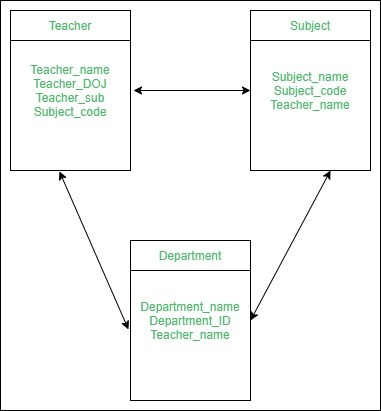 Teacher
Teacher_name
Teacher_DOJ
Teacher_sub
Subject_code
Subject
Subject_name
Subject_code
Teacher_name
Department
Department_name
Department_ID
Teacher_name